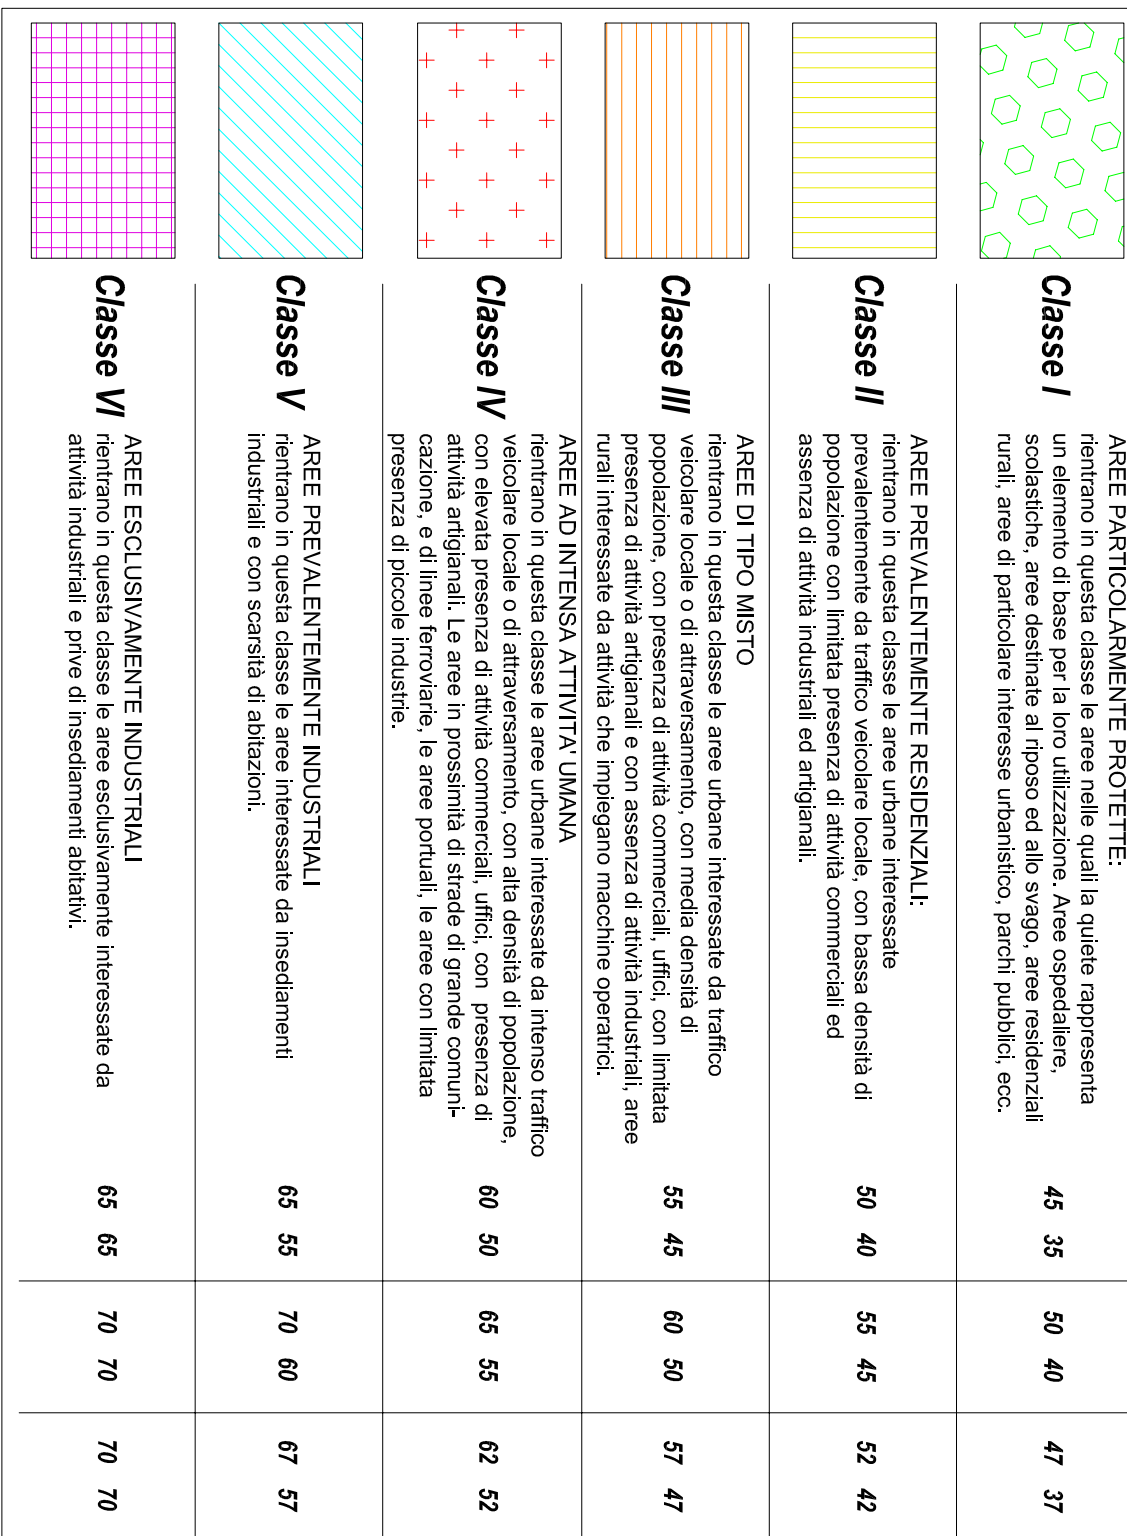 Classe I
AREE PARTICOLARMENTE PROTETTE:
rientrano in questa classe le aree nelle quali la quiete rappresenta
un elemento di base per la loro utilizzazione. Aree ospedaliere,
scolastiche, aree destinate al riposo ed allo svago, aree residenziali
rurali, aree di particolare interesse urbanistico, parchi pubblici, ecc.
45 35 50 40 47 37
Classe II
AREE PREVALENTEMENTE RESIDENZIALI:
rientrano in questa classe le aree urbane interessate
prevalentemente da traffico veicolare locale, con bassa densità di
popolazione con limitata presenza di attività commerciali ed
assenza di attività industriali ed artigianali.
50 40 55 45 52 42
Classe III
AREE DI TIPO MISTO
rientrano in questa classe le aree urbane interessate da traffico
veicolare locale o di attraversamento, con media densità di
popolazione, con presenza di attività commerciali, uffici, con limitata
presenza di attività artigianali e con assenza di attività industriali, aree
rurali interessate da attività che impiegano macchine operatrici.
55 45 60 50 57 47
Classe IV
AREE AD INTENSA ATTIVITA' UMANA
rientrano in questa classe le aree urbane interessate da intenso traffico
veicolare locale o di attraversamento, con alta densità di popolazione,
con elevata presenza di attività commerciali, uffici, con presenza di
attività artigianali. Le aree in prossimità di strade di grande comuni-
cazione, e di linee ferroviarie, le aree portuali, le aree con limitata
presenza di piccole industrie.
60 50 65 55 62 52
Classe V
AREE PREVALENTEMENTE INDUSTRIALI
rientrano in questa classe le aree interessate da insediamenti
industriali e con scarsità di abitazioni.
65 55 70 60 67 57
Classe VI
AREE ESCLUSIVAMENTE INDUSTRIALI
rientrano in questa classe le aree esclusivamente interessate da
attività industriali e prive di insediamenti abitativi.
65 65 70 70 70 70